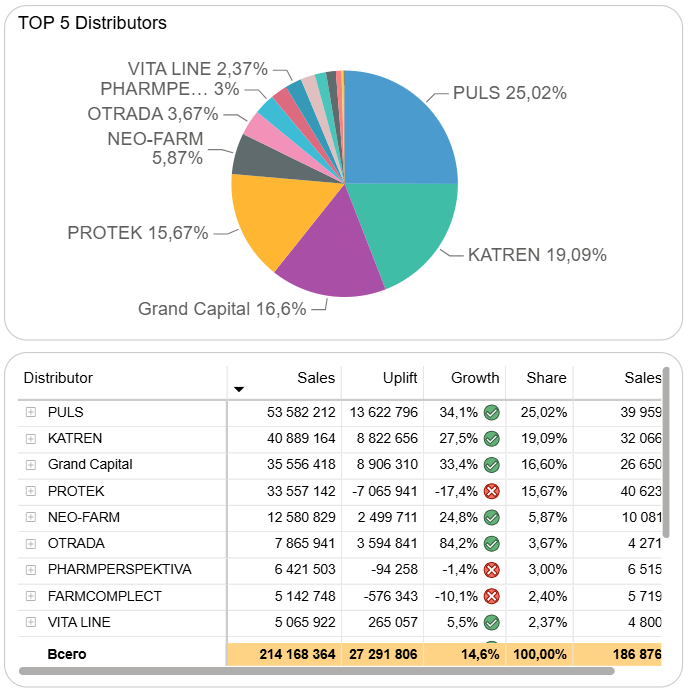 TOP 5 Distributors
VITA LINE 2,37%
PHARMPE... 3%
OTRADA 3,67%
NEO-FARM
5,87%
PROTEK 15,67%
Grand Capital 16,6%
PULS 25,02%
KATREN 19,09%
Distributor Sales Uplift Growth Share Sales
PULS 53 582 212 13 622 796 34,1% 25,02% 39 959
KATREN 40 889 164 8 822 656 27,5% 19,09% 32 066
Grand Capital 35 556 418 8 906 310 33,4% 16,60% 26 650
PROTEK 33 557 142 -7 065 941 -17,4% 15,67% 40 623
NEO-FARM 12 580 829 2 499 711 24,8% 5,87% 10 081
OTRADA 7 865 941 3 594 841 84,2% 3,67% 4 271
PHARMPERSPEKTIVA 6 421 503 -94 258 -1,4% 3,00% 6 515
FARMCOMPLECT 5 142 748 -576 343 -10,1% 2,40% 5 719
VITA LINE 5 065 922 265 057 5,5% 2,37% 4 800
Всего 214 168 364 27 291 806 14,6% 100,00% 186 876